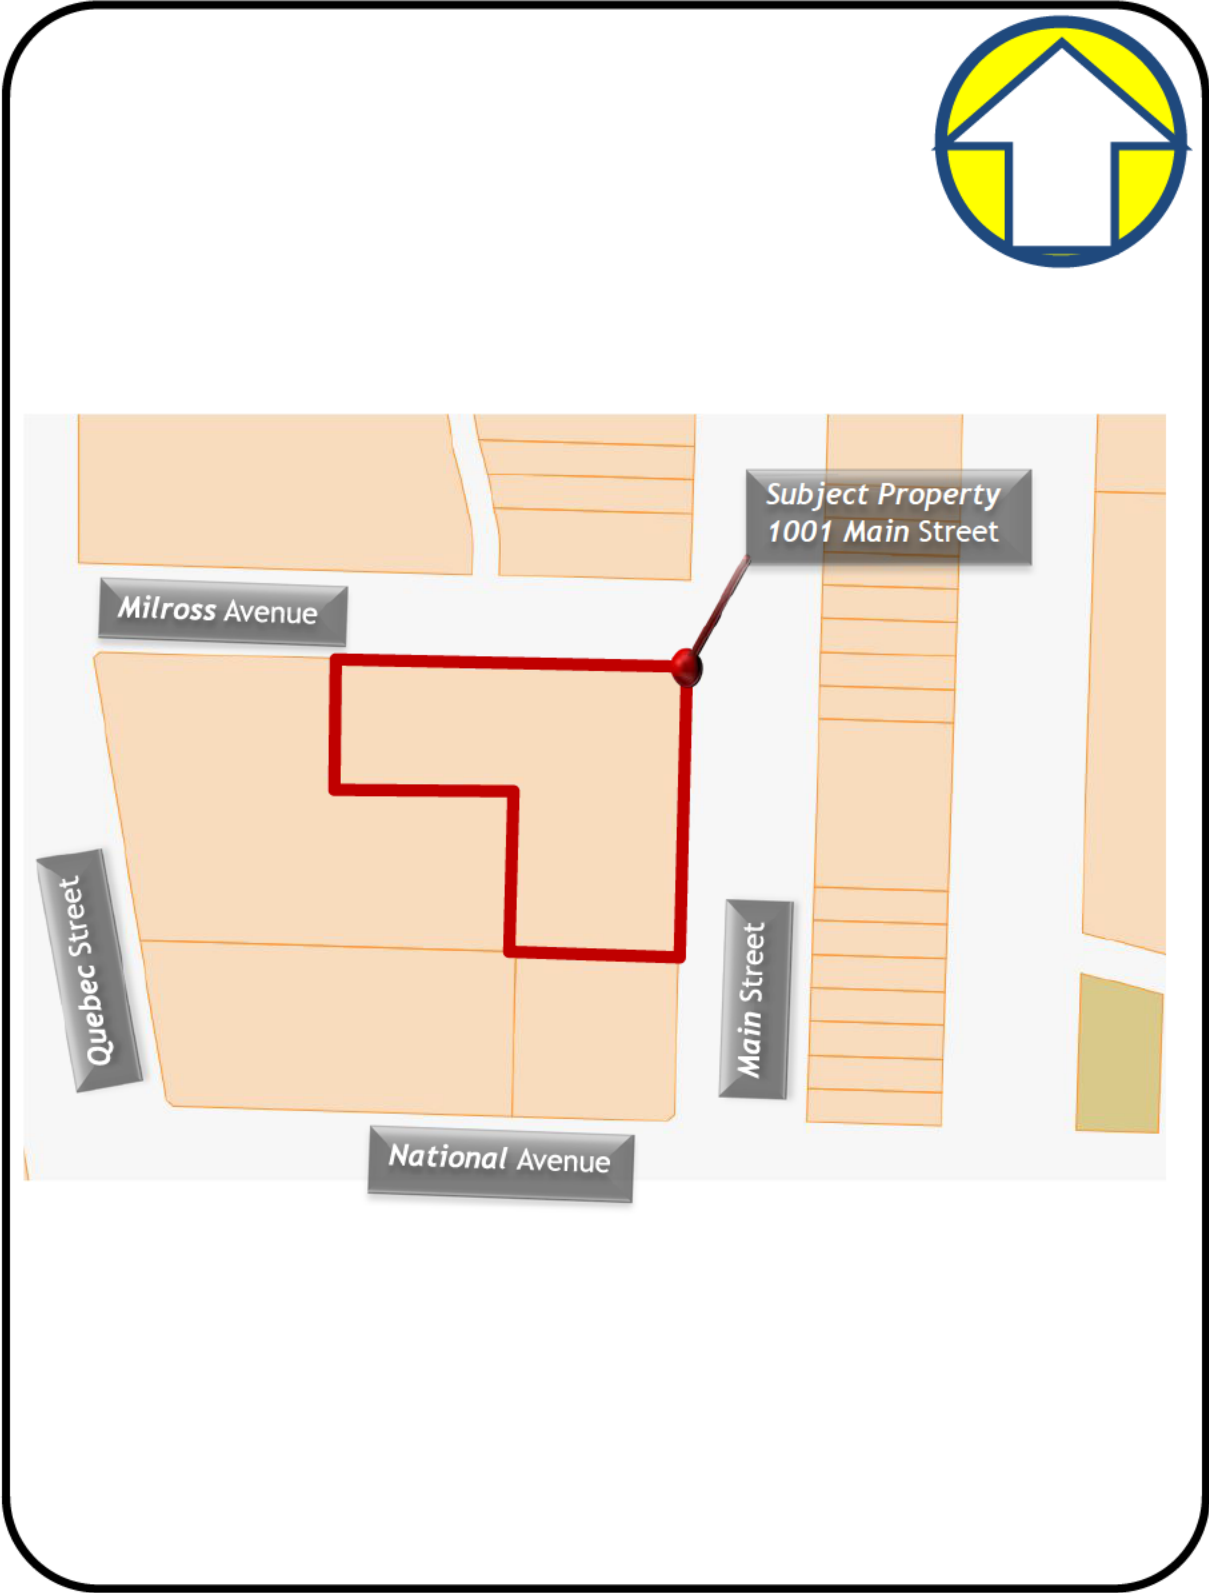 Subject Property
1001 Main Street
Milross Avenue
Quebec Street
Main Street
National Avenue